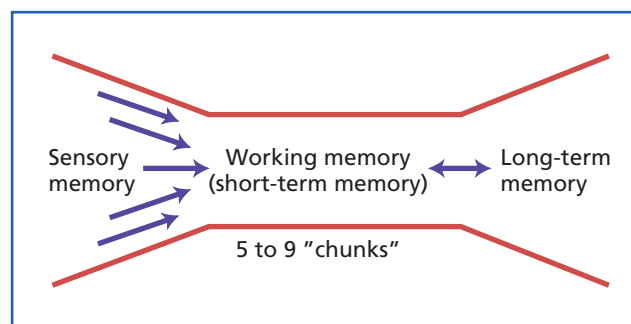 Sensory
memory
Working memory
(short-term memory)
Long-term
memory
5 to 9 ”chunks”